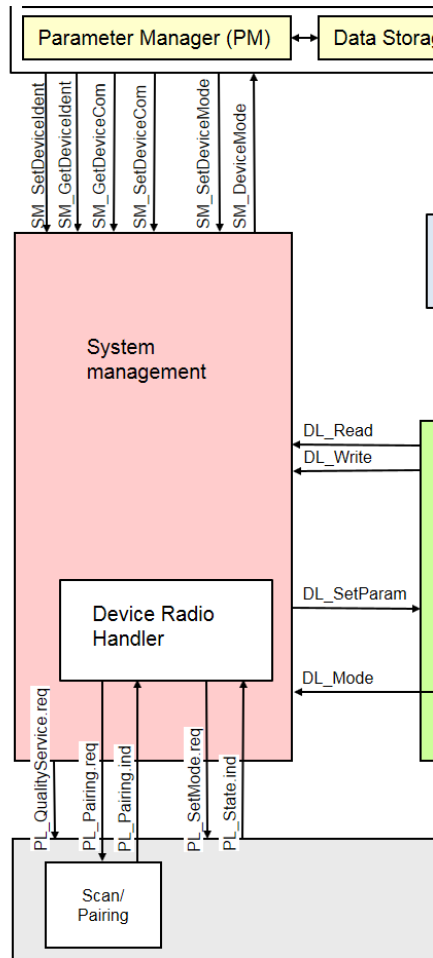 Parameter Manager (PM)
Data Storag
SM_SetDeviceIdent
SM_GetDeviceIdent
SM_GetDeviceCom
SM_SetDeviceCom
SM_SetDeviceMode
SM_DeviceMode
System
management
DL_Read
DL_Write
DL_SetParam
Device Radio
Handler
DL_Mode
PL_QualityService.req
PL_Pairing.req
PL_Pairing.ind
PL_SetMode.req
PL_State.ind
Scan/
Pairing